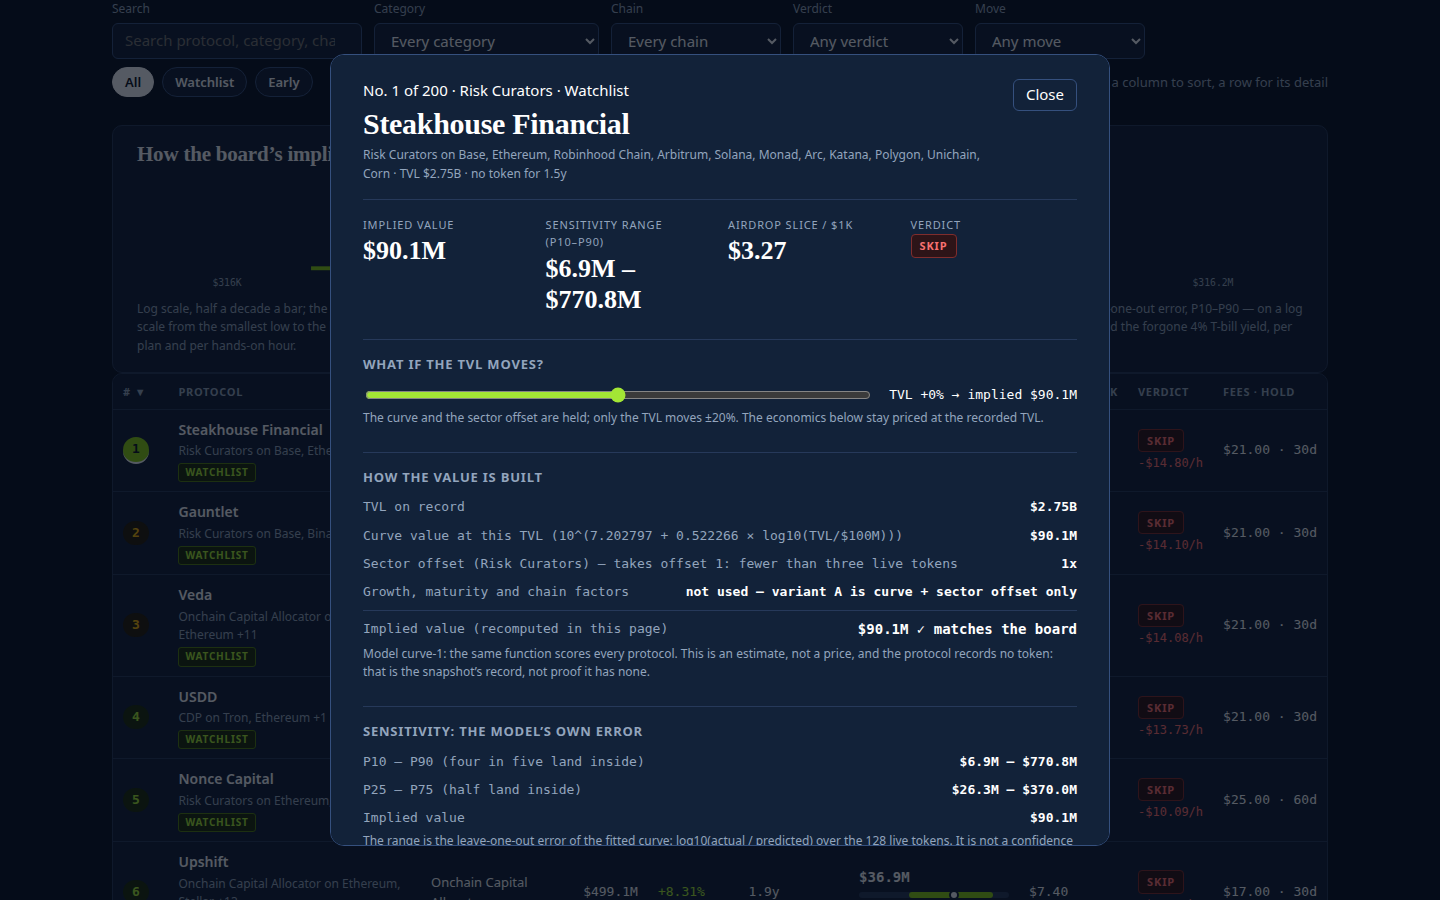 Search Category Chain Verdict Move
Search protocol, category, cha Every category Every chain Any verdict Any move
All Watchlist Early a column to sort, a row for its detail
How the board's impli
$316K $316.2M
Log scale, half a decade a bar; the one-out error, P10–P90 — on a log
scale from the smallest low to the d the forgone 4% T-bill yield, per
plan and per hands-on hour.
No. 1 of 200 · Risk Curators · Watchlist
Close
Steakhouse Financial
Risk Curators on Base, Ethereum, Robinhood Chain, Arbitrum, Solana, Monad, Arc, Katana, Polygon, Unichain,
Corn · TVL $2.75B · no token for 1.5y
IMPLIED VALUE
$90.1M
SENSITIVITY RANGE
(P10–P90)
$6.9M –
$770.8M
AIRDROP SLICE / $1K
$3.27
VERDICT
SKIP
WHAT IF THE TVL MOVES?
TVL +0% → implied $90.1M
The curve and the sector offset are held; only the TVL moves ±20%. The economics below stay priced at the recorded TVL.
HOW THE VALUE IS BUILT
TVL on record $2.75B
Curve value at this TVL (10^(7.202797 + 0.522266 × log10(TVL/$100M))) $90.1M
Sector offset (Risk Curators) — takes offset 1: fewer than three live tokens 1x
Growth, maturity and chain factors not used — variant A is curve + sector offset only
Implied value (recomputed in this page) $90.1M ✓ matches the board
Model curve-1: the same function scores every protocol. This is an estimate, not a price, and the protocol records no token:
that is the snapshot's record, not proof it has none.
SENSITIVITY: THE MODEL'S OWN ERROR
P10 – P90 (four in five land inside) $6.9M – $770.8M
P25 – P75 (half land inside) $26.3M – $370.0M
Implied value $90.1M
The range is the leave-one-out error of the fitted curve: log10(actual / predicted) over the 128 live tokens. It is not a confidence
# ▼ PROTOCOL K VERDICT FEES · HOLD
1 Steakhouse Financial
Risk Curators on Base, Ethe
WATCHLIST
SKIP
-$14.80/h
$21.00 · 30d
2 Gauntlet
Risk Curators on Base, Bina
WATCHLIST
SKIP
-$14.10/h
$21.00 · 30d
3 Veda
Onchain Capital Allocator o
Ethereum +11
WATCHLIST
SKIP
-$14.08/h
$21.00 · 30d
4 USDD
CDP on Tron, Ethereum +1
WATCHLIST
SKIP
-$13.73/h
$21.00 · 30d
5 Nonce Capital
Risk Curators on Ethereum
WATCHLIST
SKIP
-$10.09/h
$25.00 · 60d
6 Upshift
Onchain Capital Allocator on Ethereum,
Onchain Capital
$499.1M +8.31% 1.9y
$36.9M
$7.40
SKIP
$17.00 · 30d